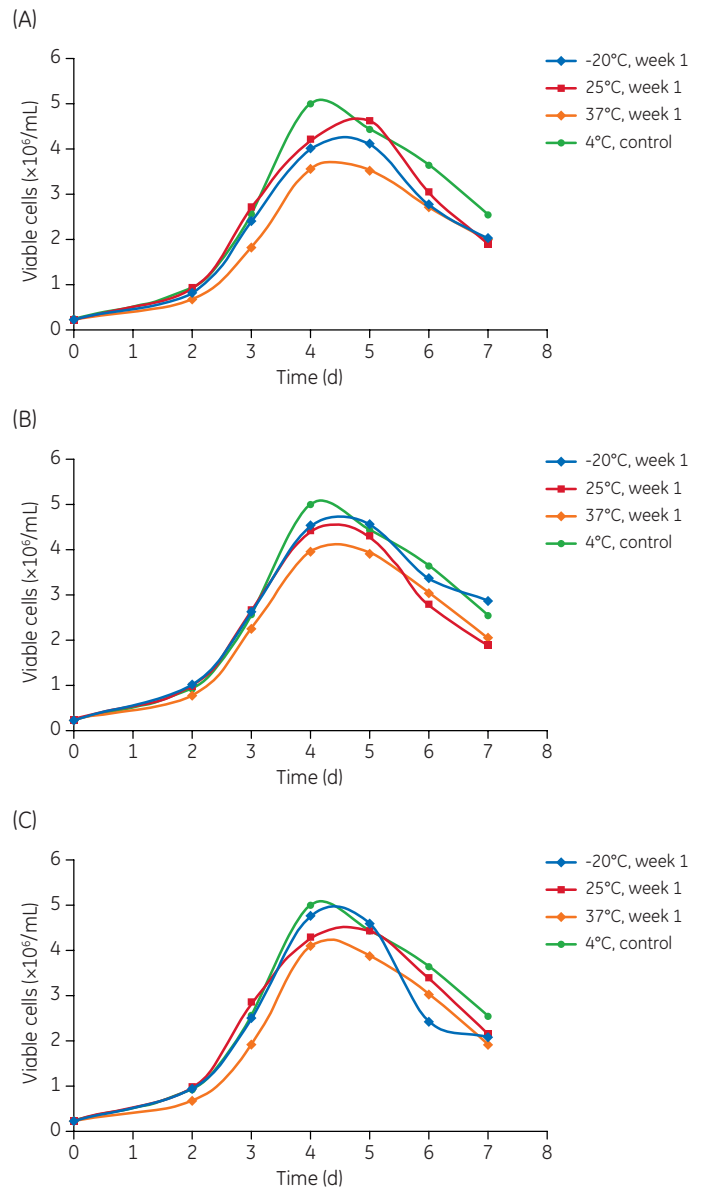 (A)
6
5
4
3
2
1
0
Viable cells (×10⁶/mL)
0 1 2 3 4 5 6 7 8
Time (d)
-20°C, week 1
25°C, week 1
37°C, week 1
4°C, control
(B)
6
5
4
3
2
1
0
Viable cells (×10⁶/mL)
0 1 2 3 4 5 6 7 8
Time (d)
-20°C, week 1
25°C, week 1
37°C, week 1
4°C, control
(C)
6
5
4
3
2
1
0
Viable cells (×10⁶/mL)
0 1 2 3 4 5 6 7 8
Time (d)
-20°C, week 1
25°C, week 1
37°C, week 1
4°C, control